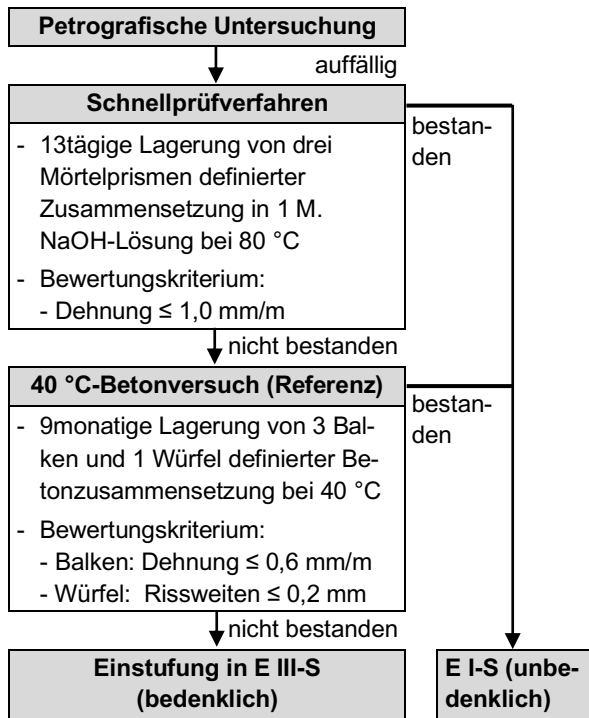 Petrografische Untersuchung
auffällig
Schnellprüfverfahren
- 13tägige Lagerung von drei
Mörtelprismen definierter
Zusammensetzung in 1 M.
NaOH-Lösung bei 80 °C
- Bewertungskriterium:
- Dehnung ≤ 1,0 mm/m
bestan-
den
nicht bestanden
40 °C-Betonversuch (Referenz)
- 9monatige Lagerung von 3 Bal-
ken und 1 Würfel definierter Be-
tonzusammensetzung bei 40 °C
- Bewertungskriterium:
- Balken: Dehnung ≤ 0,6 mm/m
- Würfel: Rissweiten ≤ 0,2 mm
bestan-
den
nicht bestanden
Einstufung in E III-S
(bedenklich)
E I-S (unbe-
denklich)